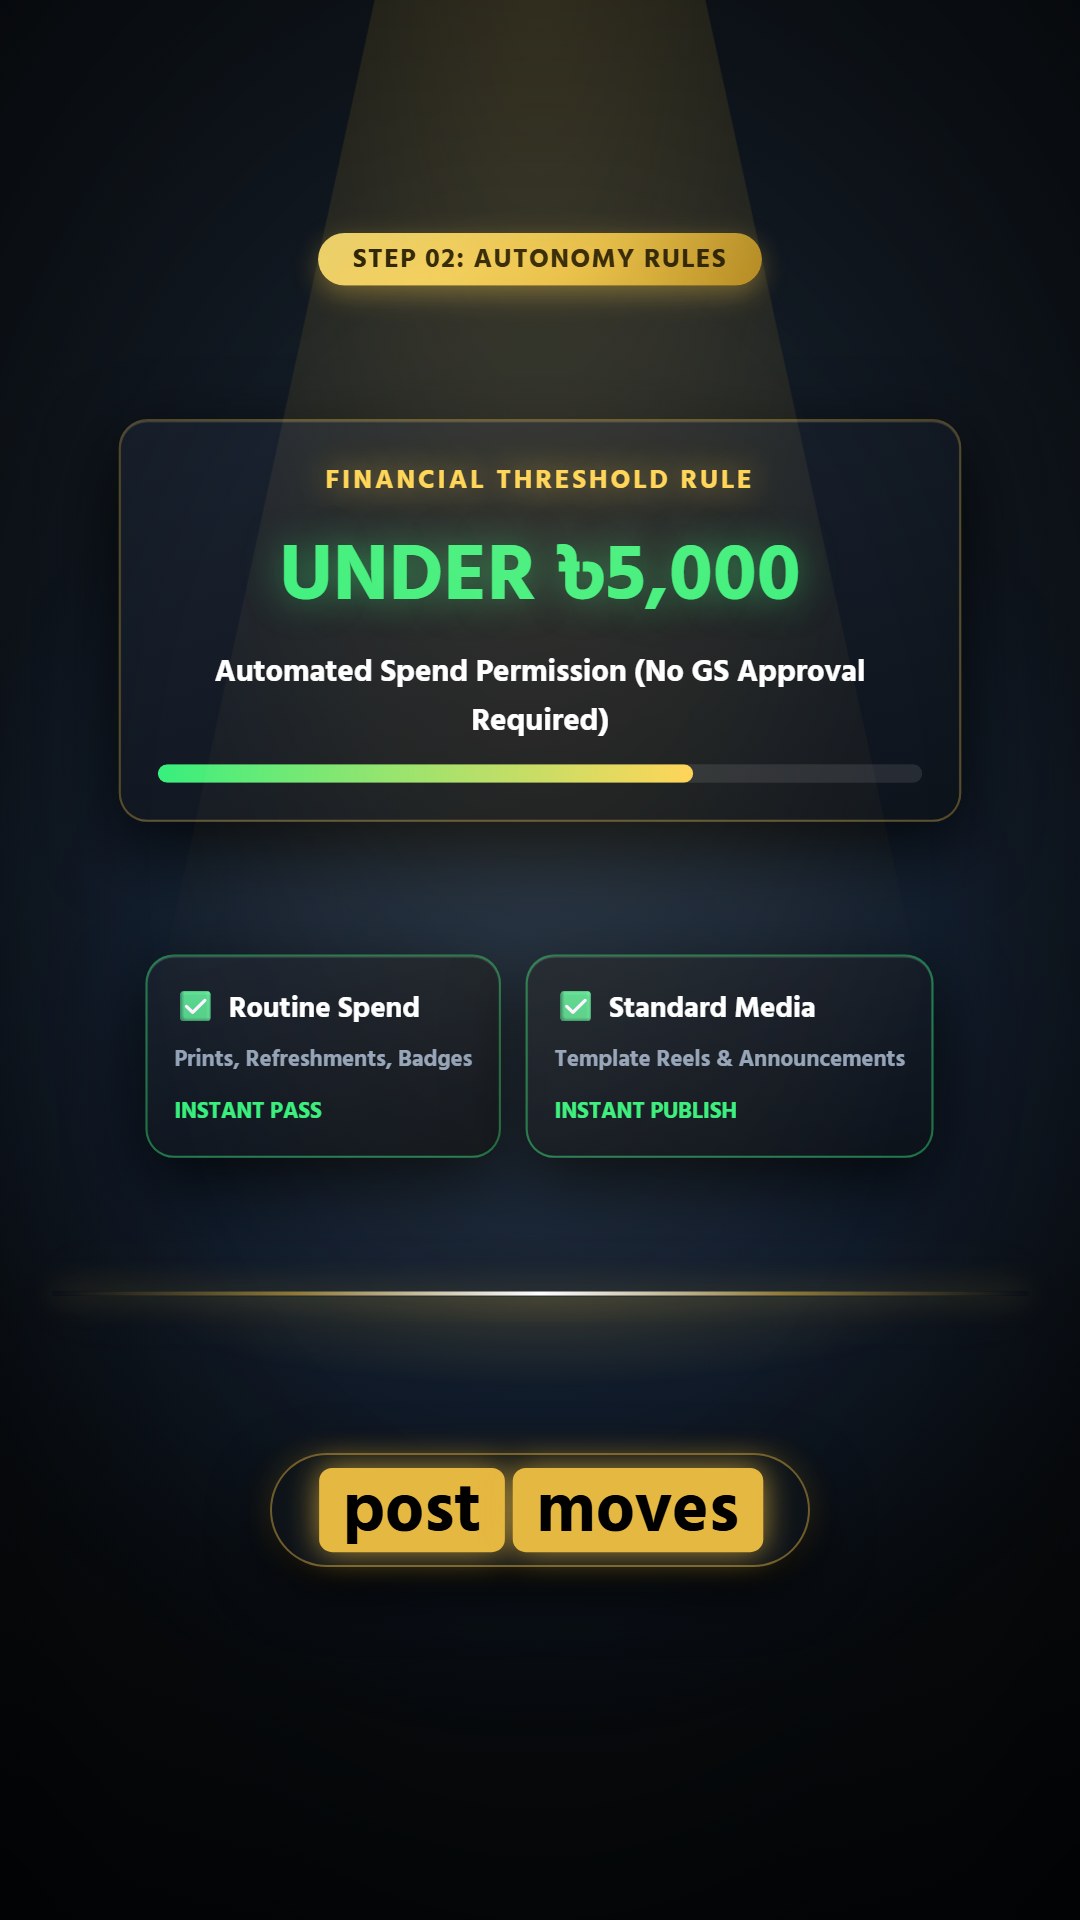 STEP 02: AUTONOMY RULES
FINANCIAL THRESHOLD RULE
UNDER ৳5,000
Automated Spend Permission (No GS Approval
Required)
✅ Routine Spend
Prints, Refreshments, Badges
INSTANT PASS
✅ Standard Media
Template Reels & Announcements
INSTANT PUBLISH
post moves